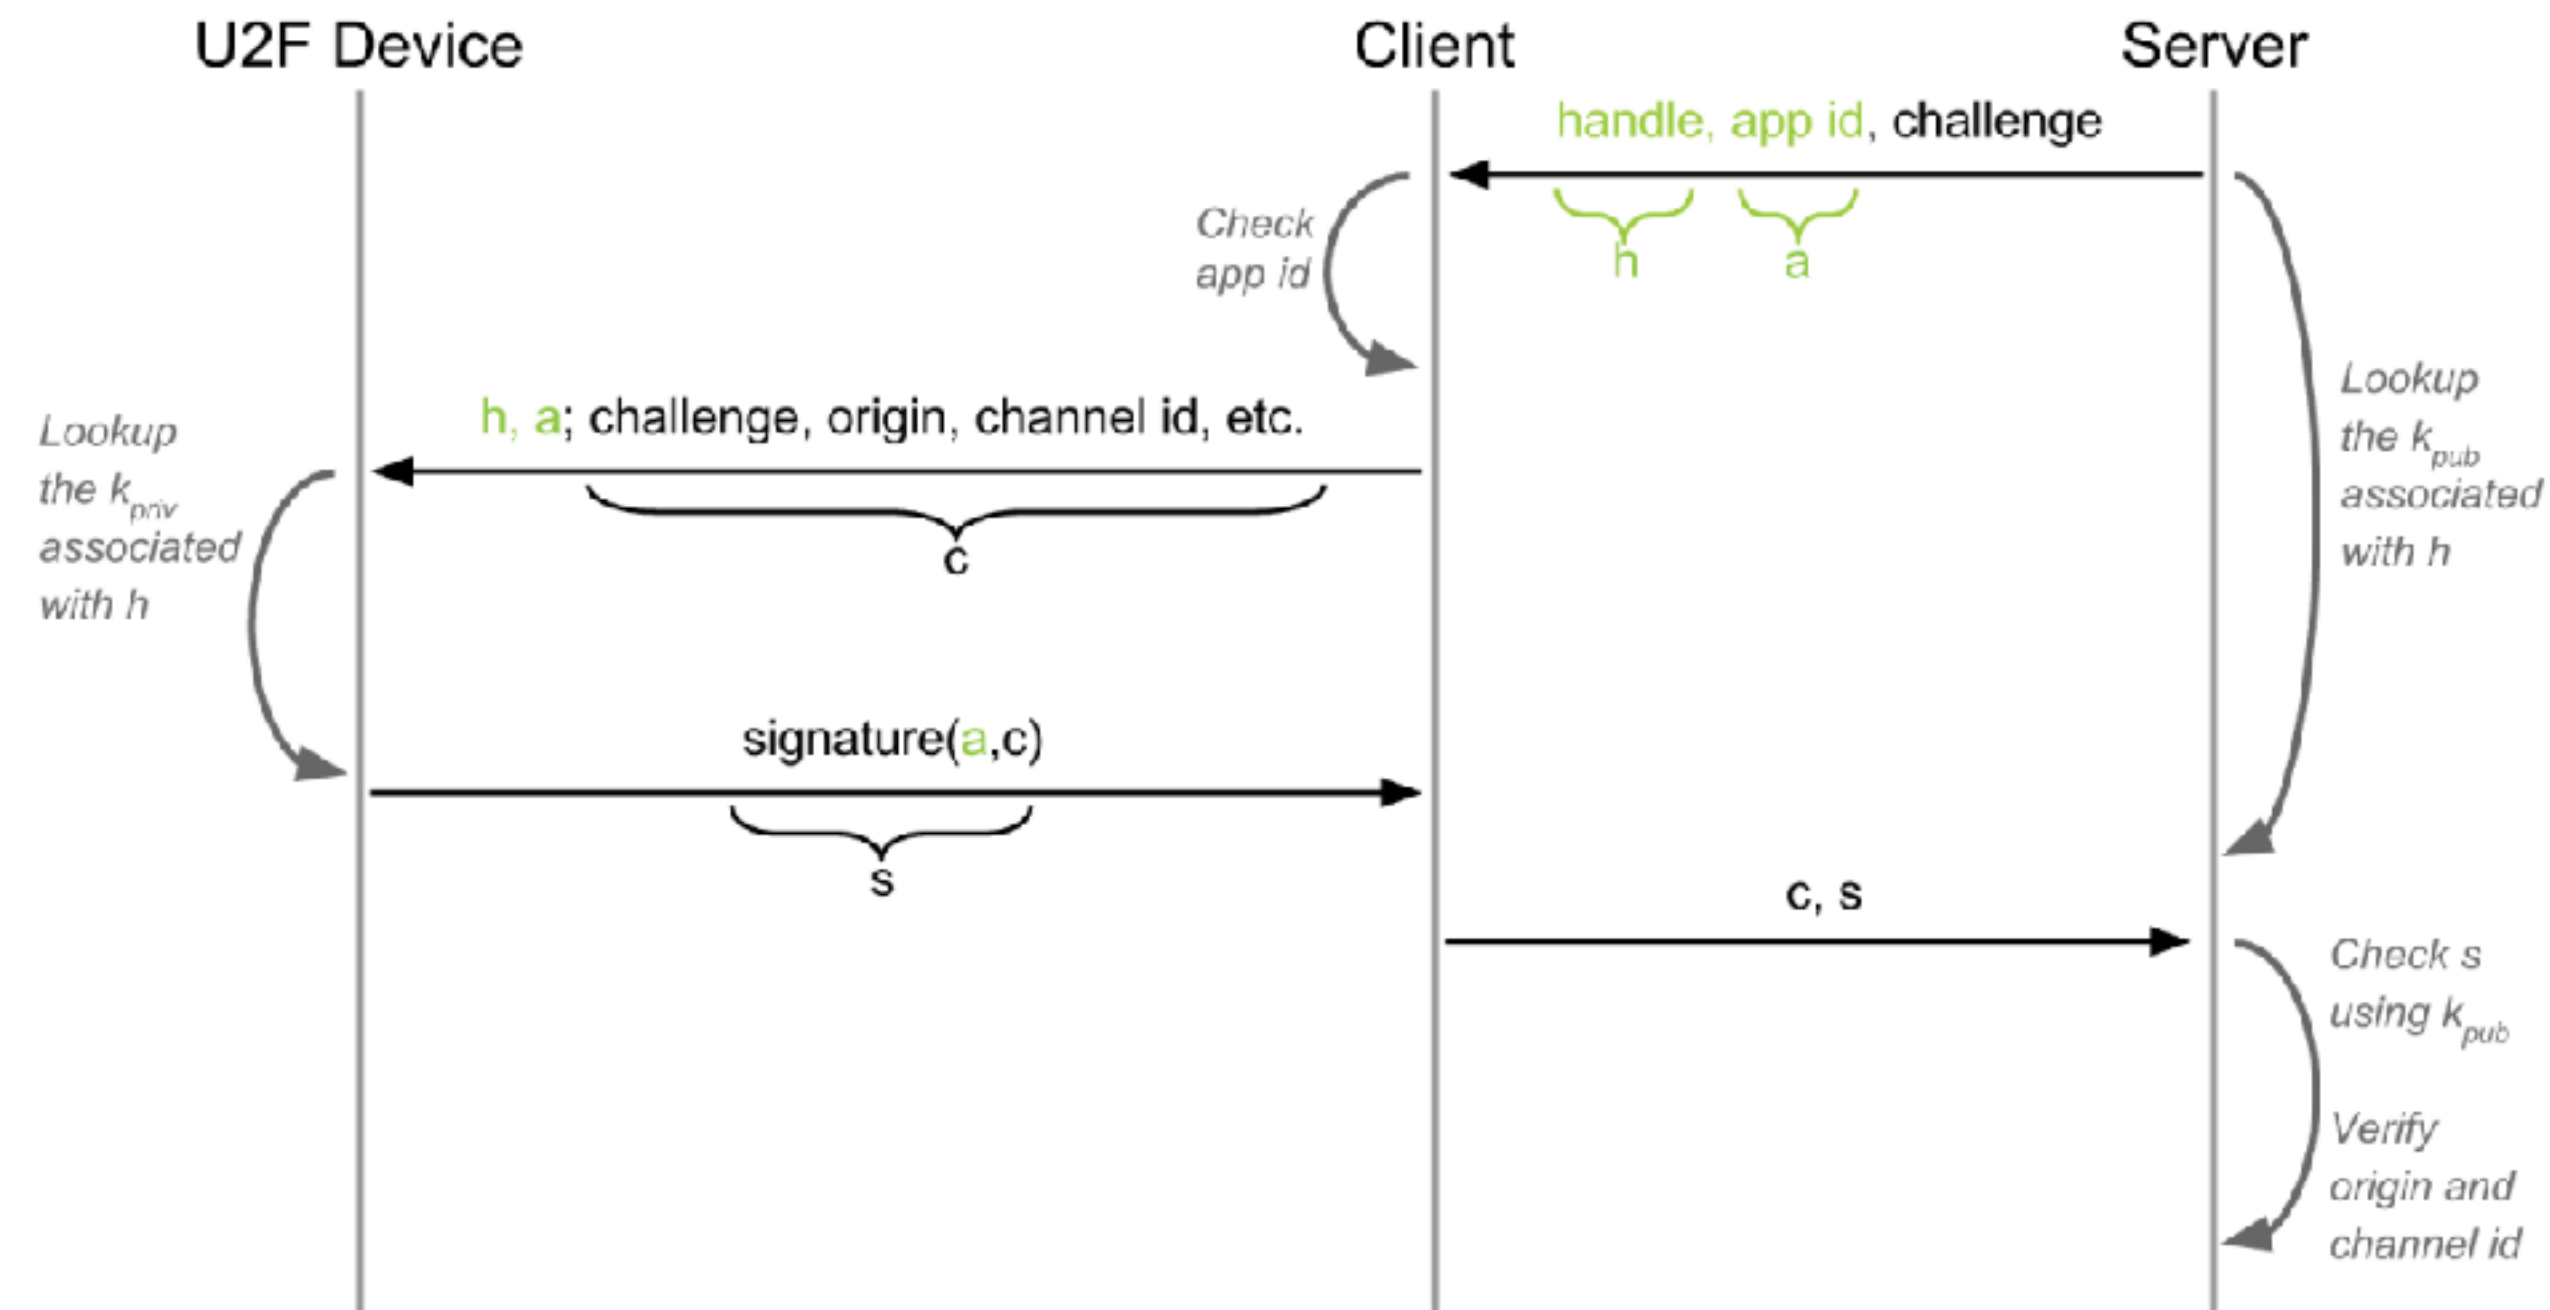 U2F Device
Client
Server
handle, app id, challenge
h
a
Check
app id
Lookup
the kpub
associated
with h
h, a; challenge, origin, channel id, etc.
c
Lookup
the kpriv
associated
with h
signature(a,c)
s
c, s
Check s
using kpub
Verify
origin and
channel id